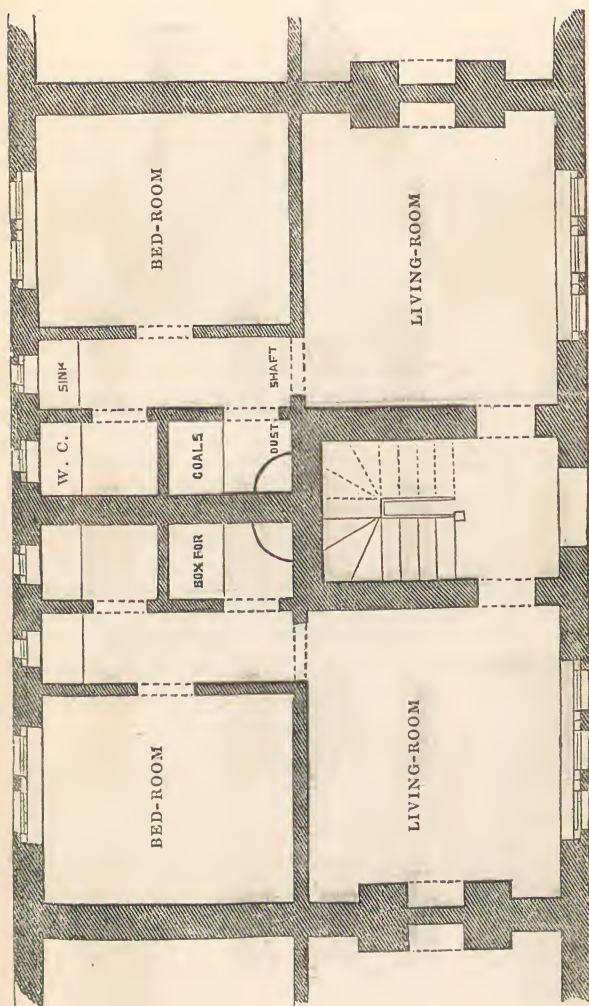 W. C.
SINK
BED-ROOM
BED-ROOM
BOX FOR COALS
DUST SHAFT
LIVING-ROOM
LIVING-ROOM